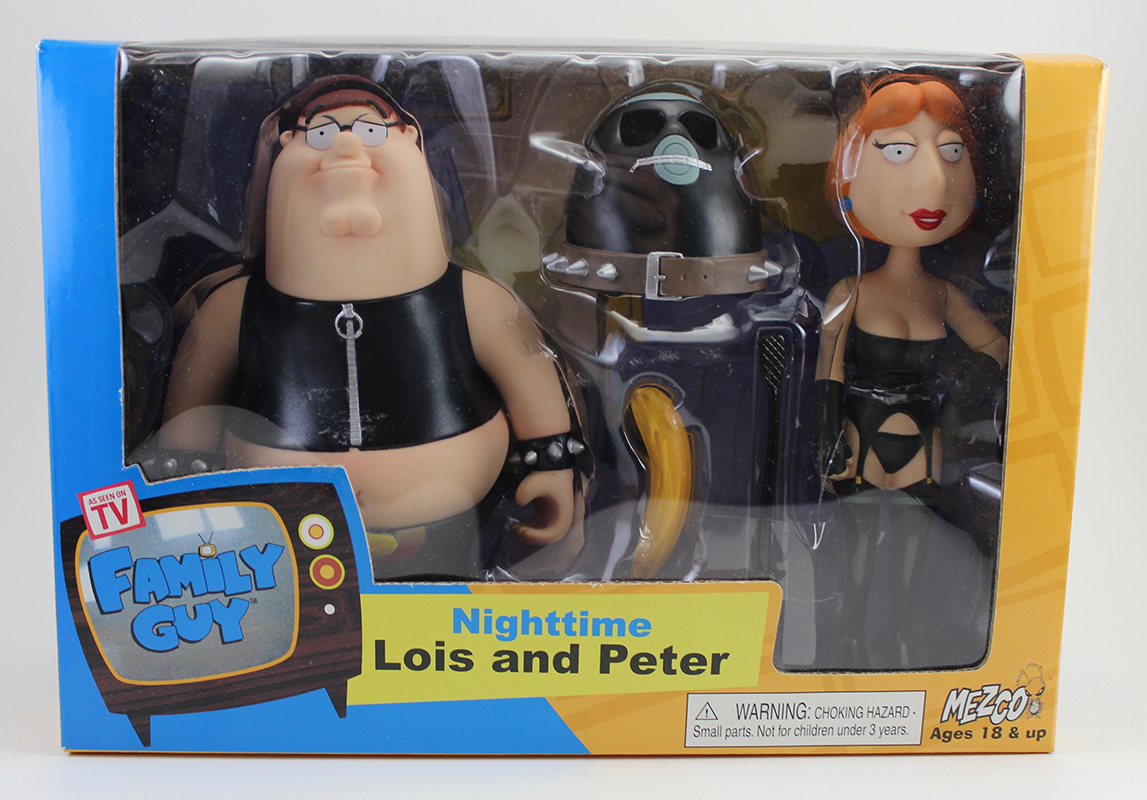 AS SEEN ON
TV
FAMILY
GUY™
Nighttime
Lois and Peter
WARNING: CHOKING HAZARD -
Small parts. Not for children under 3 years.
MEZCO
Ages 18 & up